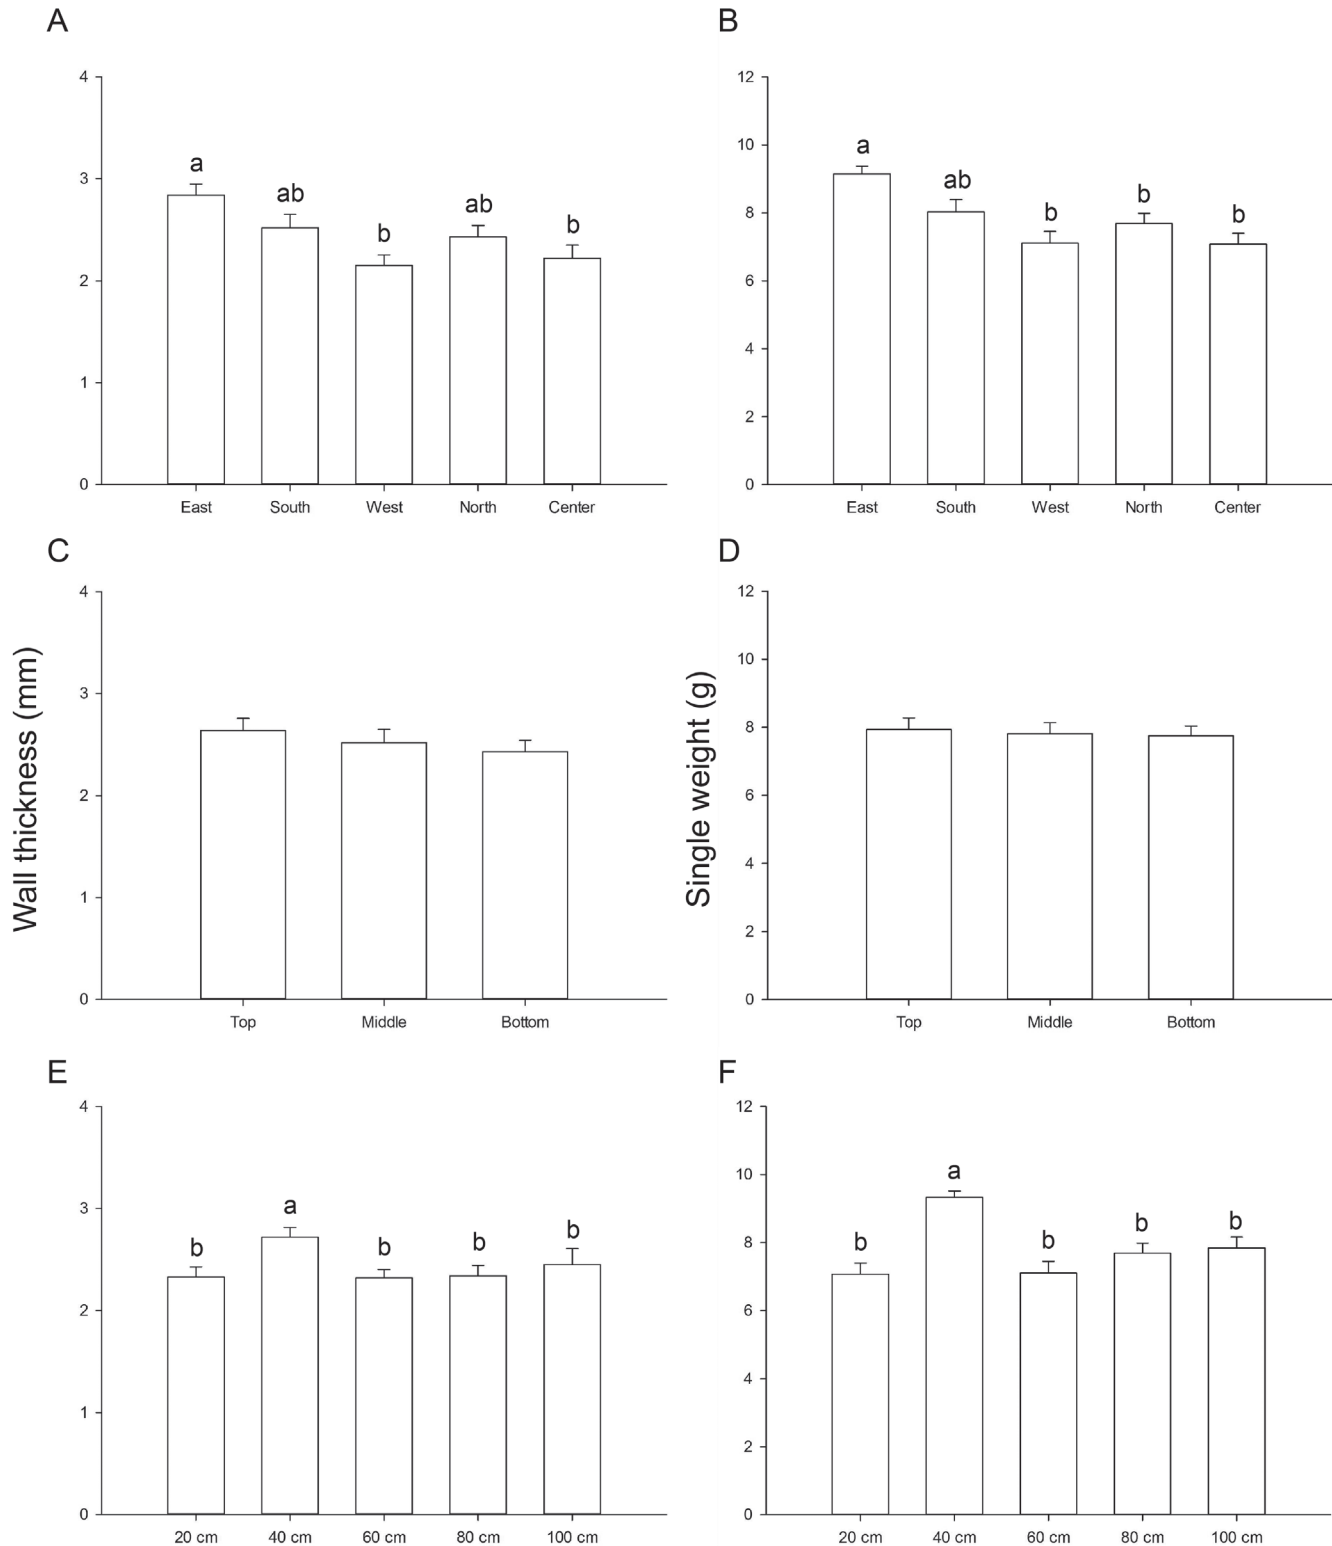 A
4
3
2
1
0
a
ab
b
ab
b
East South West North Center
B
12
10
8
6
4
2
0
a
ab
b
b
b
East South West North Center
Wall thickness (mm)
C
4
3
2
1
0
Top Middle Bottom
Single weight (g)
D
12
10
8
6
4
2
0
Top Middle Bottom
E
4
3
2
1
0
b
a
b
b
b
20 cm 40 cm 60 cm 80 cm 100 cm
F
12
10
8
6
4
2
0
b
a
b
b
b
20 cm 40 cm 60 cm 80 cm 100 cm